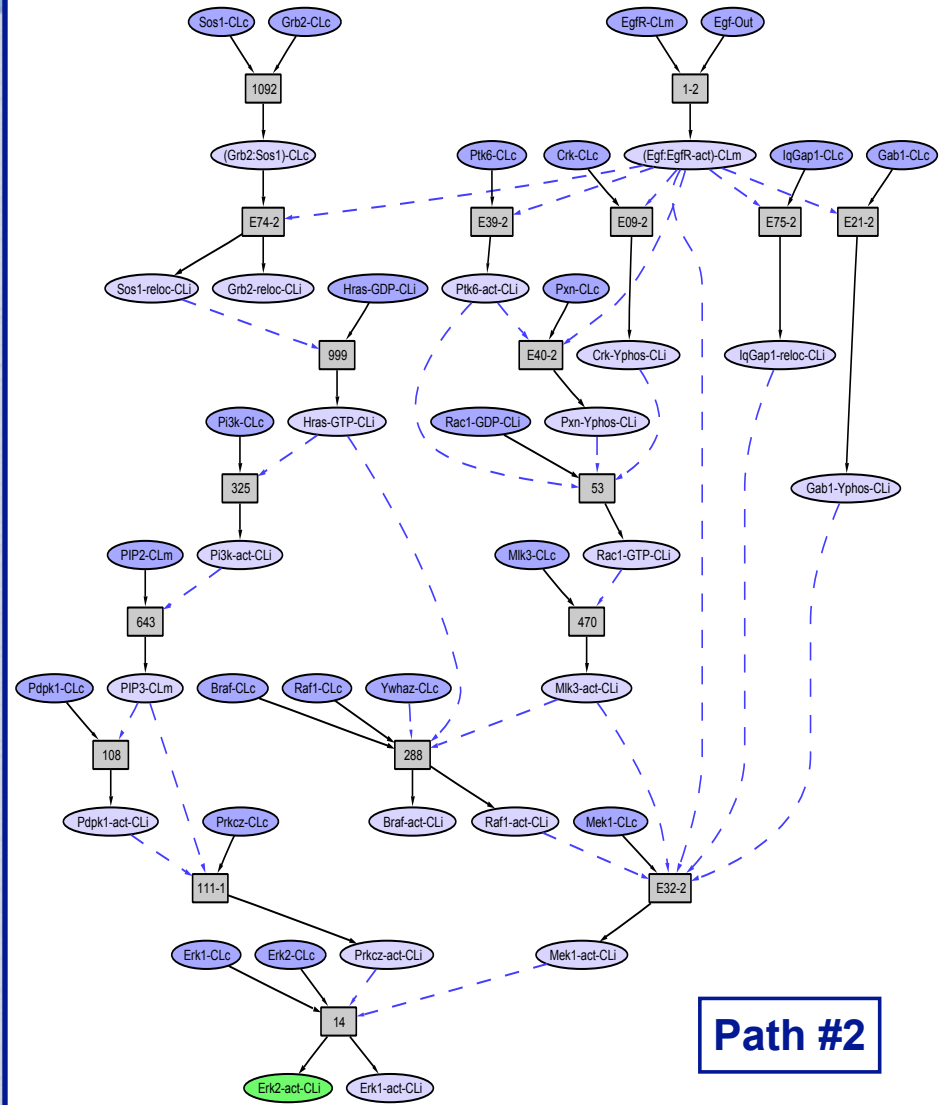 Sos1-CLc
Grb2-CLc
EgfR-CLm
Egf-Out
1092
1-2
(Grb2:Sos1)-CLc
Ptk6-CLc
Crk-CLc
(Egf:EgfR-act)-CLm
IqGap1-CLc
Gab1-CLc
E74-2
E39-2
E09-2
E75-2
E21-2
Sos1-reloc-CLi
Grb2-reloc-CLi
Hras-GDP-CLi
Ptk6-act-CLi
Pxn-CLc
999
E40-2
Crk-Yphos-CLi
IqGap1-reloc-CLi
Pi3k-CLc
Hras-GTP-CLi
Rac1-GDP-CLi
Pxn-Yphos-CLi
325
53
Gab1-Yphos-CLi
PIP2-CLm
Pi3k-act-CLi
Mlk3-CLc
Rac1-GTP-CLi
643
470
Pdpk1-CLc
PIP3-CLm
Braf-CLc
Raf1-CLc
Ywhaz-CLc
Mlk3-act-CLi
108
288
Pdpk1-act-CLi
Prkcz-CLc
Braf-act-CLi
Raf1-act-CLi
Mek1-CLc
111-1
E32-2
Erk1-CLc
Erk2-CLc
Prkcz-act-CLi
Mek1-act-CLi
14
Path #2
Erk2-act-CLi
Erk1-act-CLi